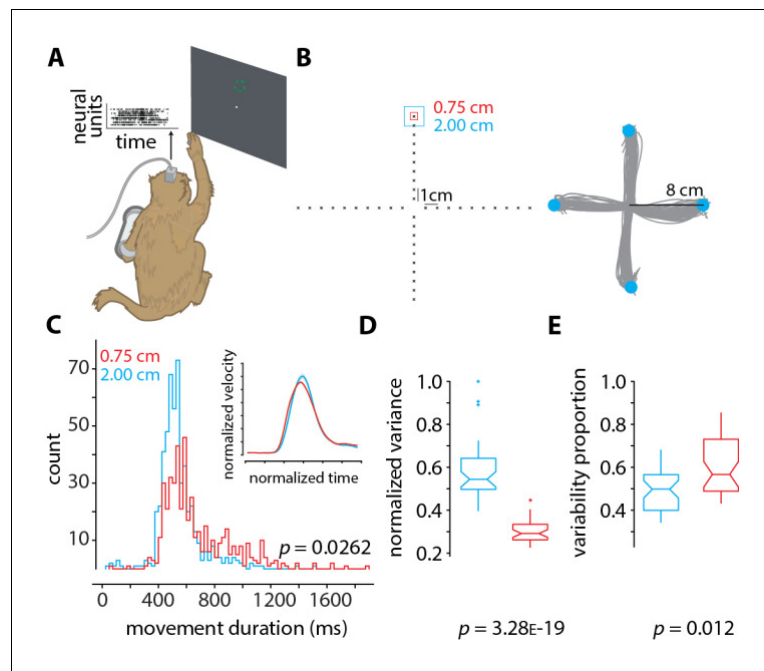 A
neural
units
time
B
0.75 cm
2.00 cm
1cm
8 cm
C
0.75 cm
2.00 cm
70
50
30
10
count
normalized velocity
normalized time
p = 0.0262
0 400 800 1200 1600
movement duration (ms)
D
1.0
0.8
0.6
0.4
0.2
normalized variance
p = 3.28E-19
E
1.0
0.8
0.6
0.4
variability proportion
p = 0.012